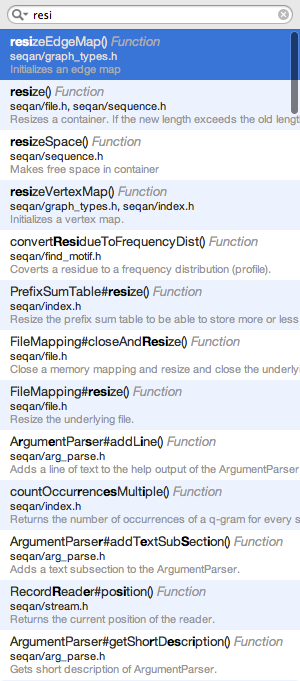 resi
resizeEdgeMap() Function
seqan/graph_types.h
Initializes an edge map
resize() Function
seqan/file.h, seqan/sequence.h
Resizes a container. If the new length exceeds the old length
resizeSpace() Function
seqan/sequence.h
Makes free space in container
resizeVertexMap() Function
seqan/graph_types.h, seqan/index.h
Initializes a vertex map.
convertResidueToFrequencyDist() Function
seqan/find_motif.h
Coverts a residue to a frequency distribution (profile).
PrefixSumTable#resize() Function
seqan/index.h
Resize the prefix sum table to be able to store more or less
FileMapping#closeAndResize() Function
seqan/file.h
Close a memory mapping and resize and close the underlyi
FileMapping#resize() Function
seqan/file.h
Resize the underlying file.
ArgumentParser#addLine() Function
seqan/arg_parse.h
Adds a line of text to the help output of the ArgumentParser
countOccurrencesMultiple() Function
seqan/index.h
Returns the number of occurrences of a q-gram for every s
ArgumentParser#addTextSubSection() Function
seqan/arg_parse.h
Adds a text subsection to the ArgumentParser.
RecordReader#position() Function
seqan/stream.h
Returns the current position of the reader.
ArgumentParser#getShortDescription() Function
seqan/arg_parse.h
Gets short description of ArgumentParser.